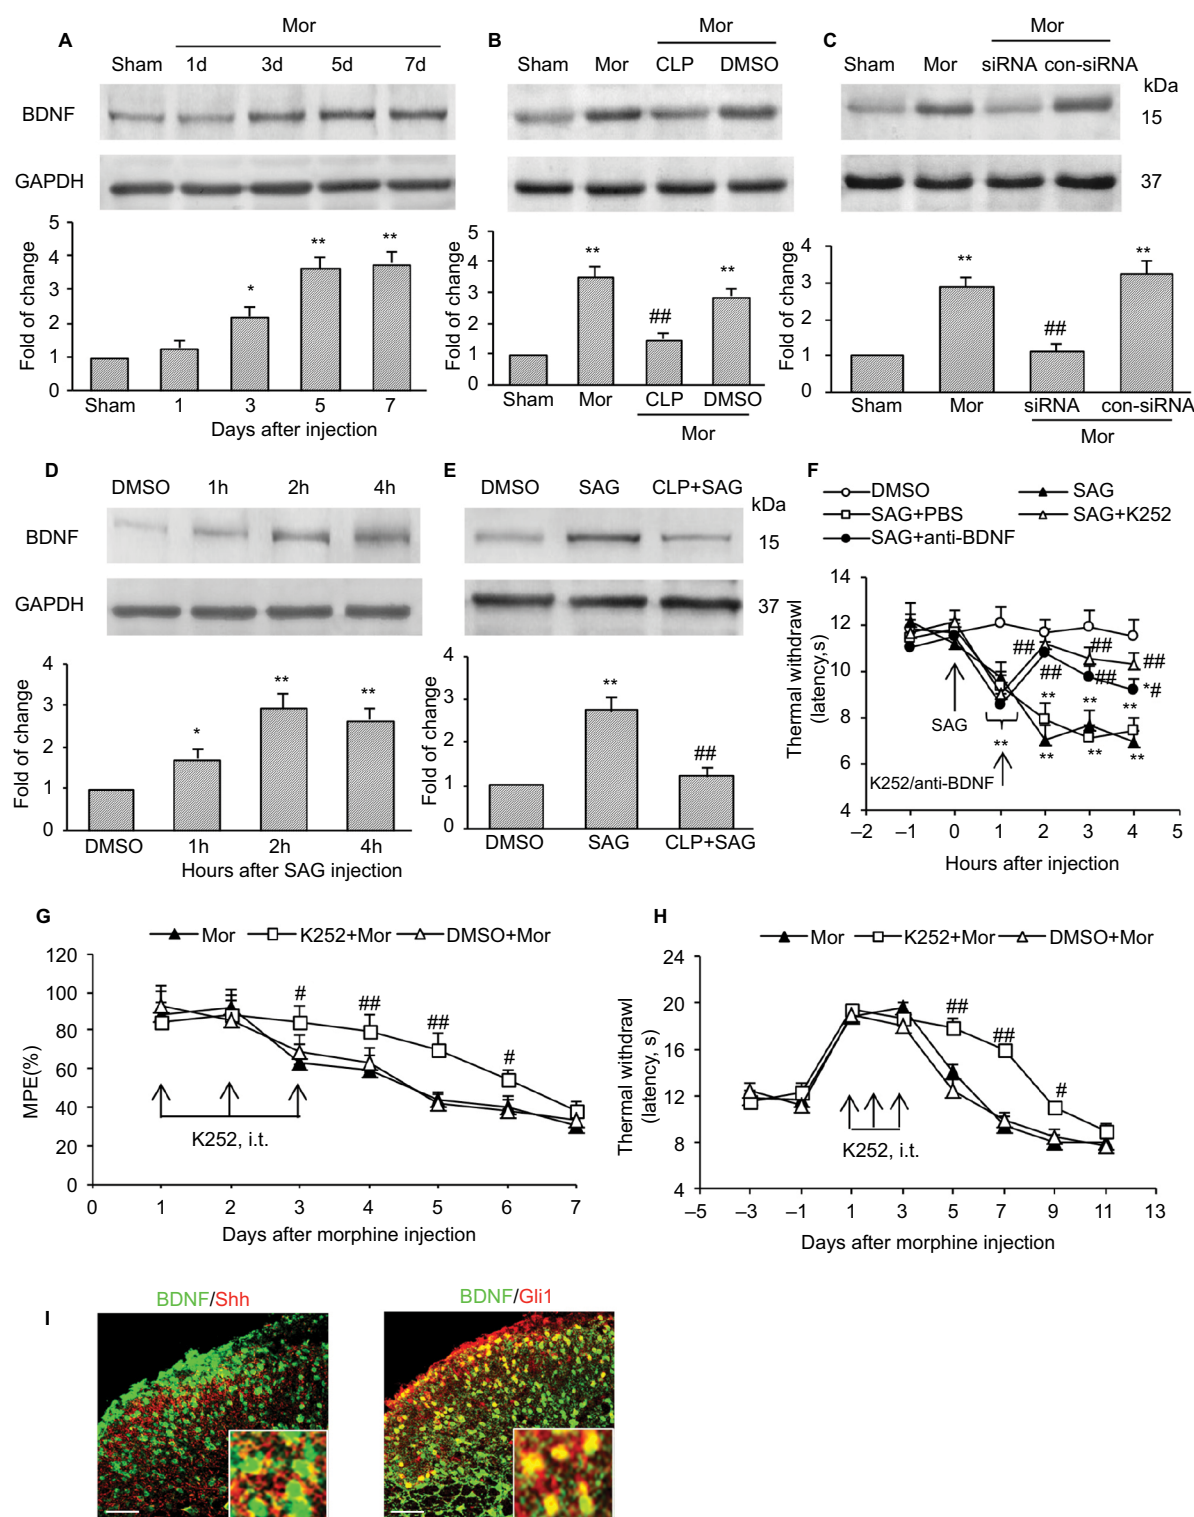 Mor
A
Sham 1d 3d 5d 7d
BDNF
GAPDH
5
4
3
2
1
0
Fold of change
* ** **
Sham 1 3 5 7
Days after injection
B
Mor
Sham Mor CLP DMSO
5
4
3
2
1
0
Fold of change
** ## **
Sham Mor CLP DMSO
Mor
C
Mor
Sham Mor siRNA con-siRNA
kDa
15
37
4
3
2
1
0
Fold of change
** ## **
Sham Mor siRNA con-siRNA
Mor
D
DMSO 1h 2h 4h
BDNF
GAPDH
4
3
2
1
0
Fold of change
* ** **
DMSO 1h 2h 4h
Hours after SAG injection
E
DMSO SAG CLP+SAG
kDa
15
37
4
3
2
1
0
Fold of change
** ##
DMSO SAG CLP+SAG
F
DMSO SAG
SAG+PBS SAG+K252
SAG+anti-BDNF
14
12
10
8
6
4
Thermal withdrawl
(latency,s)
## ## ##
## ## *#
** ** **
** ** ** **
SAG
K252/anti-BDNF
–2 –1 0 1 2 3 4 5
Hours after injection
G
Mor K252+Mor DMSO+Mor
120
100
80
60
40
20
0
MPE(%)
# ## ## #
K252, i.t.
0 1 2 3 4 5 6 7
Days after morphine injection
H
Mor K252+Mor DMSO+Mor
24
20
16
12
8
4
Thermal withdrawl
(latency, s)
## ## #
K252, i.t.
–5 –3 –1 1 3 5 7 9 11 13
Days after morphine injection
I
BDNF/Shh
BDNF/Gli1